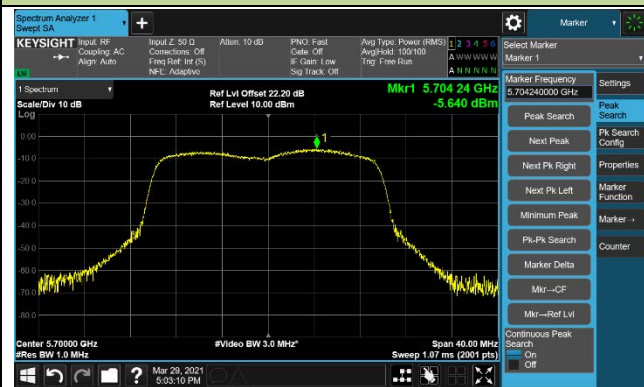 Spectrum Analyzer 1
Swept SA
Marker
KEYSIGHT
Input: RF
Coupling: AC
Align: Auto
Input Z: 50 Ω
Corrections: Off
Freq Ref: Int (S)
NFE: Adaptive
Atten: 10 dB
PNO: Fast
Gate: Off
IF Gain: Low
Sig Track: Off
Avg Type: Power (RMS)
Avg|Hold: 100/100
Trig: Free Run
1 2 3 4 5 6
A W W W W W
A N N N N N
Select Marker
Marker 1
1 Spectrum
Scale/Div 10 dB
Log
Ref Lvl Offset 22.20 dB
Ref Level 10.00 dBm
Mkr1 5.704 24 GHz
-5.640 dBm
0.00
-10.0
-20.0
-30.0
-40.0
-50.0
-60.0
-70.0
-80.0
1
Center 5.70000 GHz
#Res BW 1.0 MHz
#Video BW 3.0 MHz*
Span 40.00 MHz
Sweep 1.07 ms (2001 pts)
Marker Frequency
5.704240000 GHz
Peak Search
Next Peak
Next Pk Right
Next Pk Left
Minimum Peak
Pk-Pk Search
Marker Delta
Mkr→CF
Mkr→Ref Lvl
Continuous Peak
Search
On
Off
Settings
Peak
Search
Pk Search
Config
Properties
Marker
Function
Marker→
Counter
Mar 29, 2021
5:03:10 PM